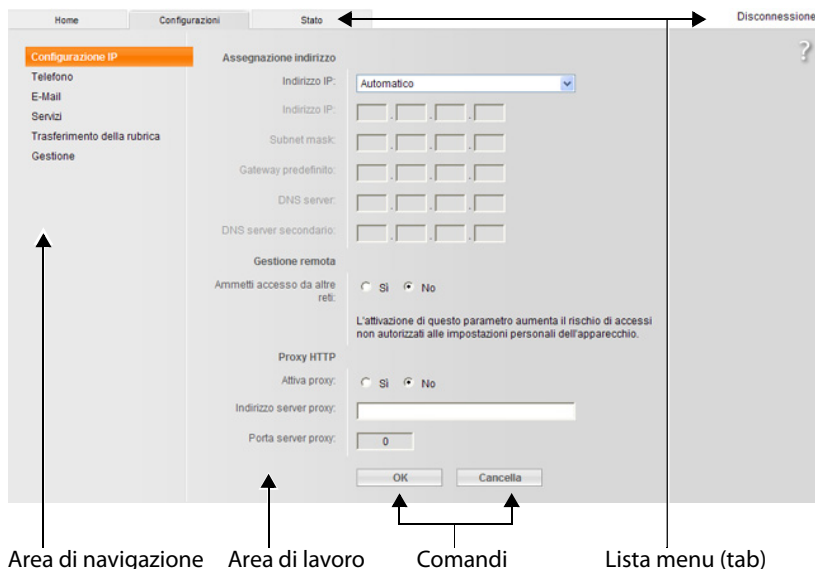 Home Configurazioni Stato Disconnessione
?
Configurazione IP
Telefono
E-Mail
Servizi
Trasferimento della rubrica
Gestione
Assegnazione indirizzo
Indirizzo IP: Automatico
Indirizzo IP: . . .
Subnet mask: . . .
Gateway predefinito: . . .
DNS server: . . .
DNS server secondario: . . .
Gestione remota
Ammetti accesso da altre
reti:
Sì No
L'attivazione di questo parametro aumenta il rischio di accessi
non autorizzati alle impostazioni personali dell'apparecchio.
Proxy HTTP
Attiva proxy: Sì No
Indirizzo server proxy:
Porta server proxy: 0
OK Cancella
Area di navigazione Area di lavoro Comandi Lista menu (tab)